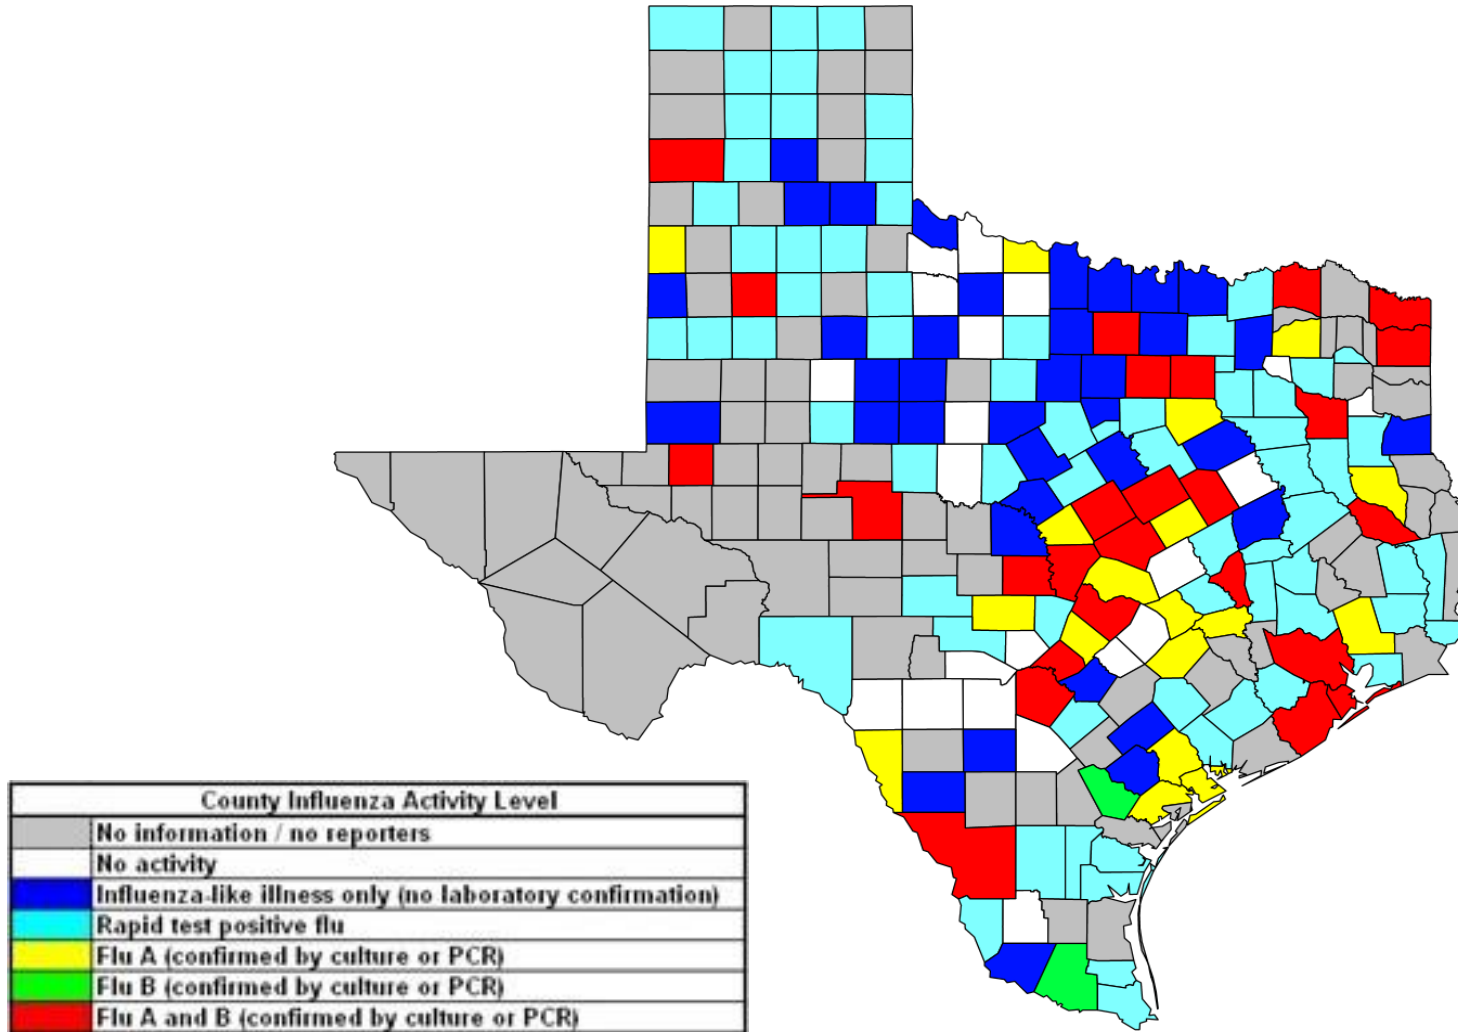 County Influenza Activity Level
No information / no reporters
No activity
Influenza-like illness only (no laboratory confirmation)
Rapid test positive flu
Flu A (confirmed by culture or PCR)
Flu B (confirmed by culture or PCR)
Flu A and B (confirmed by culture or PCR)